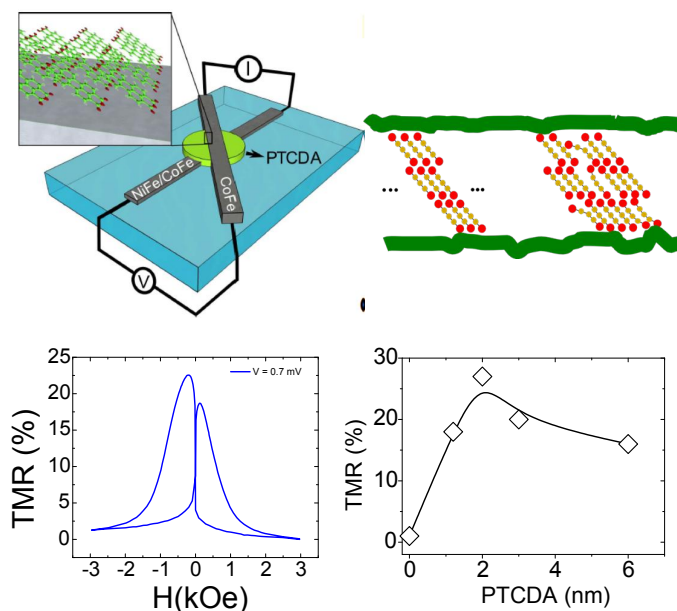 I
PTCDA
NiFe/CoFe
CoFe
V
...
...
TMR (%)
25
20
15
10
5
0
V = 0.7 mV
-3
-2
-1
0
1
2
3
H(kOe)
TMR (%)
30
20
10
0
0
2
4
6
PTCDA (nm)